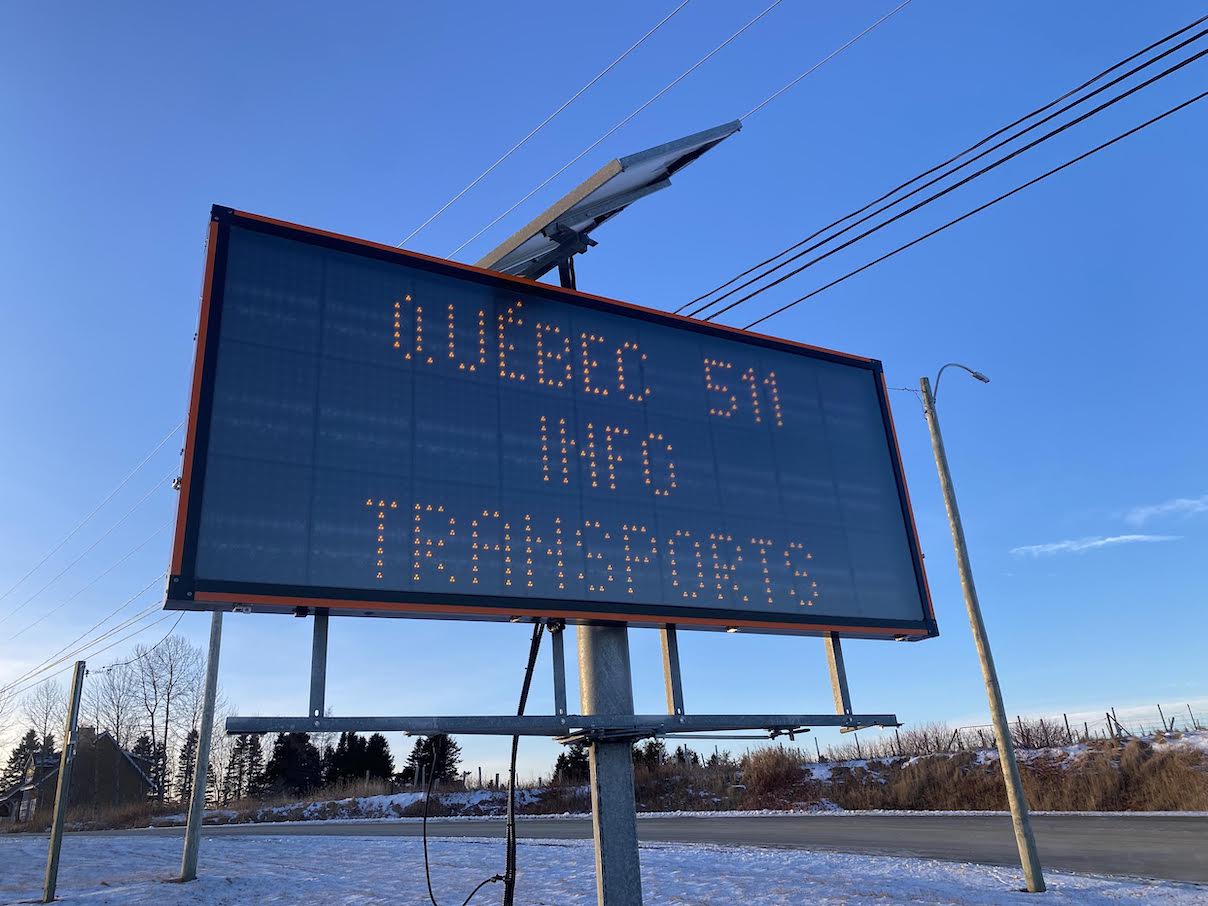 QUÉBEC 511
INFO
TRANSPORTS